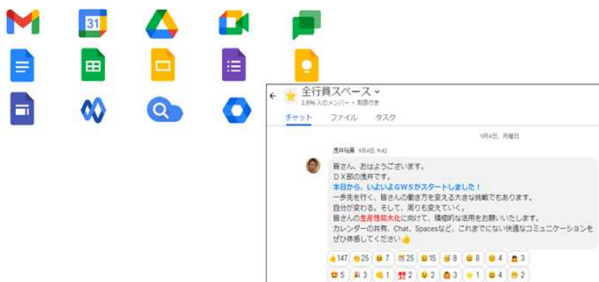 31
全行員スペース
2,896 人のメンバー・制限付き
チャット ファイル タスク
9月4日、月曜日
浅井裕貴 9月4日、9:42
皆さん、おはようございます。
DX部の浅井です。
本日から、いよいよGWSがスタートしました！
一歩先を行く、皆さんの働き方を変える大きな挑戦でもあります。
自分が変わる。そして、周りも変えていく。
皆さんの生産性最大化に向けて、積極的な活用をお願いいたします。
カレンダーの共有、Chat、Spacesなど、これまでにない快適なコミュニケーションを
ぜひ体感してください👍
147 25 7 25 15 8 8 4 3
5 3 1 2 2 3 1 4 2